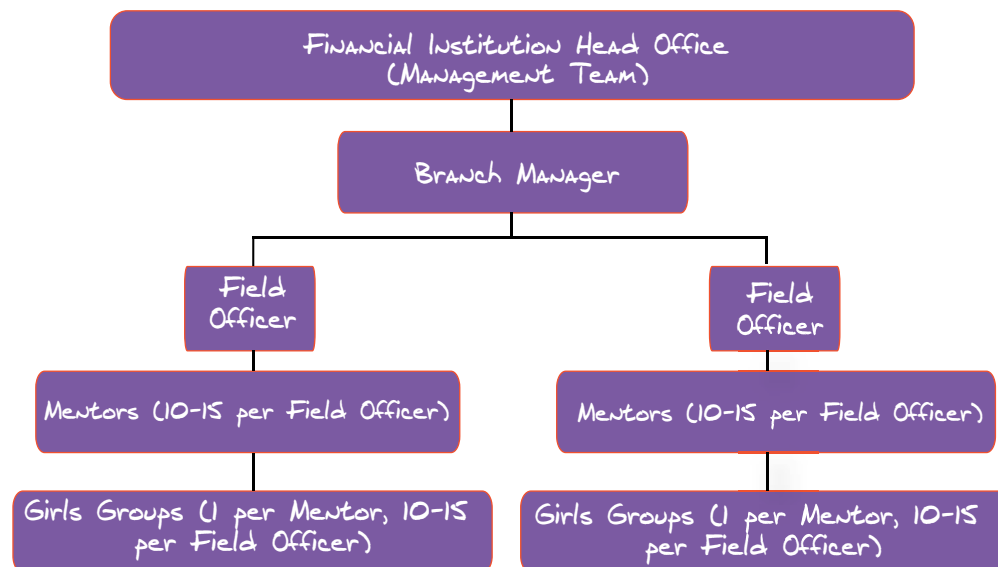 Financial Institution Head Office
(Management Team)
Branch Manager
Field
Officer
Field
Officer
Mentors (10-15 per Field Officer)
Mentors (10-15 per Field Officer)
Girls Groups (1 per Mentor, 10-15
per Field Officer)
Girls Groups (1 per Mentor, 10-15
per Field Officer)